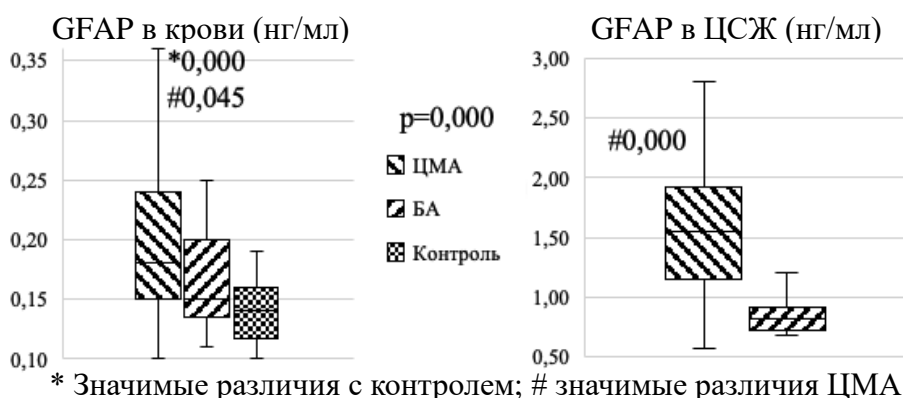 GFAP в крови (нг/мл)
0,35
0,30
0,25
0,20
0,15
0,10
*0,000
#0,045
p=0,000
ЦМА
БА
Контроль
GFAP в ЦСЖ (нг/мл)
3,00
2,50
2,00
1,50
1,00
0,50
#0,000
* Значимые различия с контролем; # значимые различия ЦМА